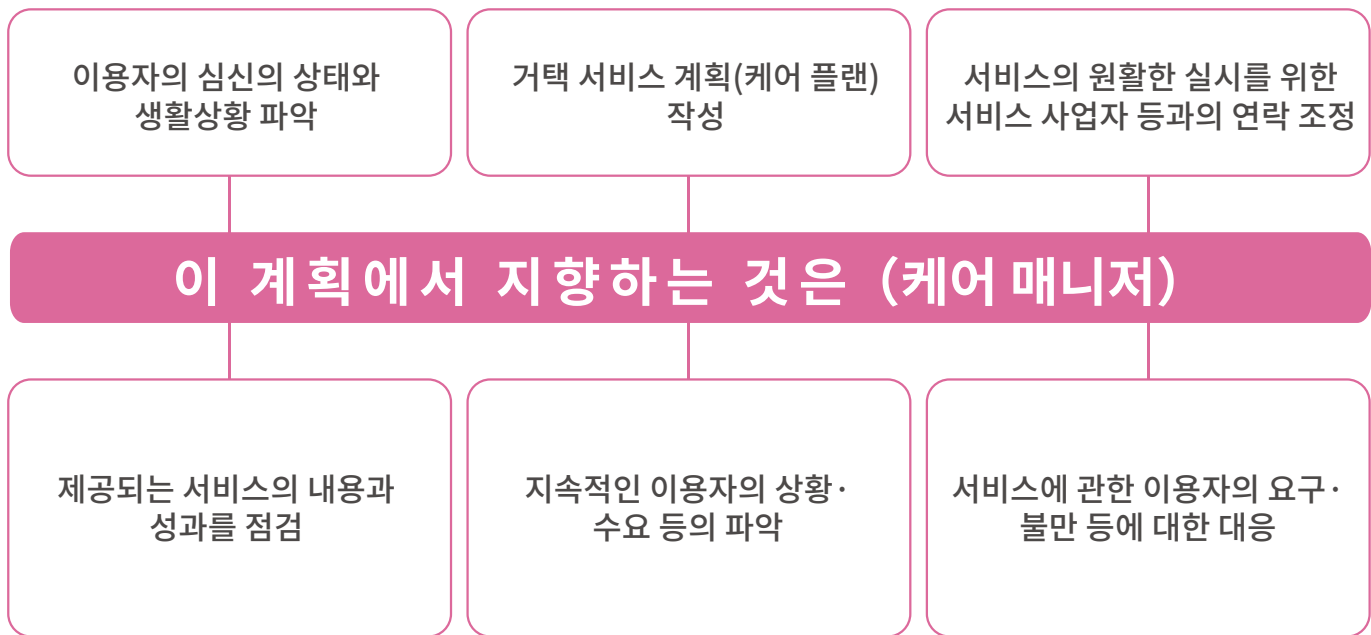 이용자의 심신의 상태와
생활상황 파악
거택 서비스 계획(케어 플랜)
작성
서비스의 원활한 실시를 위한
서비스 사업자 등과의 연락 조정
이 계획에서 지향하는 것은 (케어 매니저)
제공되는 서비스의 내용과
성과를 점검
지속적인 이용자의 상황·
수요 등의 파악
서비스에 관한 이용자의 요구·
불만 등에 대한 대응